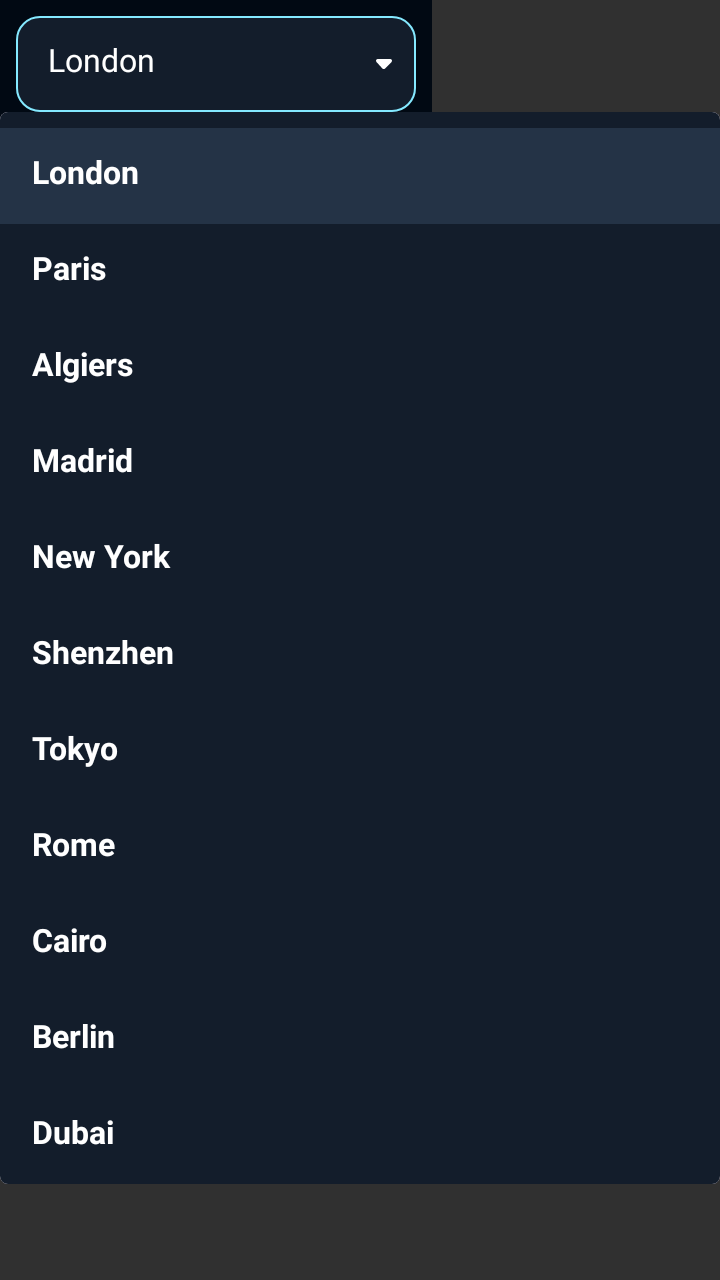 London
London
Paris
Algiers
Madrid
New York
Shenzhen
Tokyo
Rome
Cairo
Berlin
Dubai